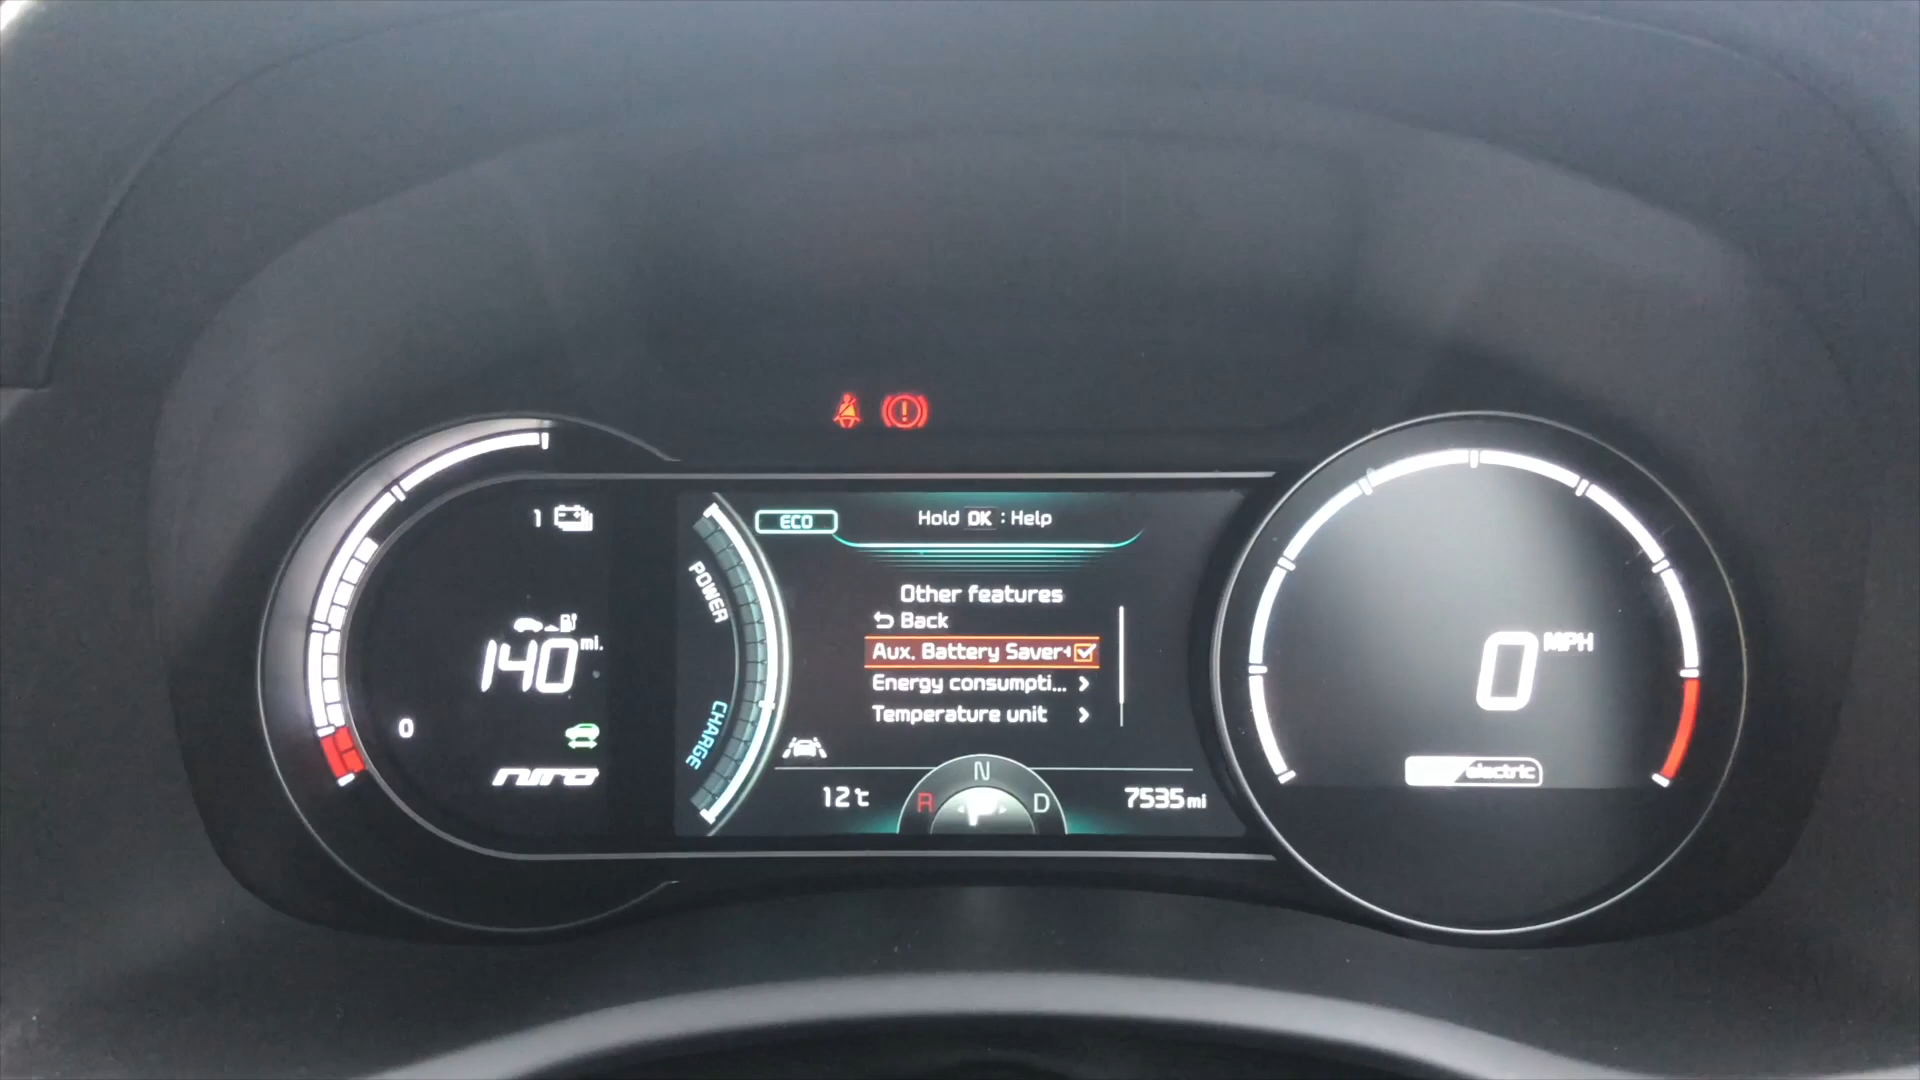 1
140 mi.
0
niro
POWER
CHARGE
ECO
Hold OK : Help
Other features
Back
Aux. Battery Saver+
Energy consumpti...
Temperature unit
12℃
N
R P D
7535 mi
0 MPH
electric